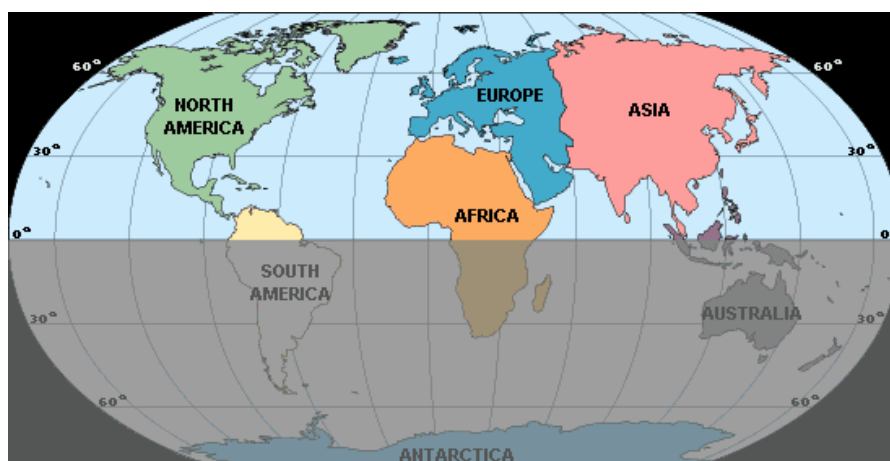 60°
60°
NORTH
AMERICA
EUROPE
ASIA
30°
30°
AFRICA
0°
0
SOUTH
AMERICA
AUSTRALIA
30°
30°
60°
60°
ANTARCTICA